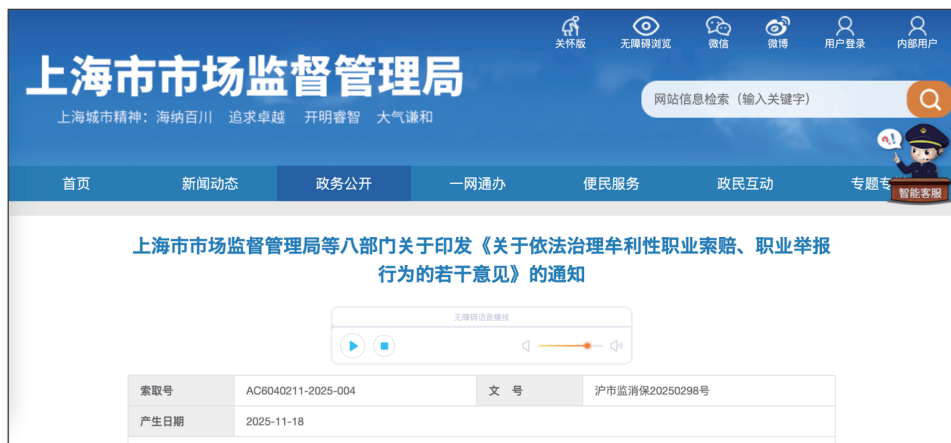 关怀版 无障碍浏览 微信 微博 用户登录 内部用户
上海市市场监督管理局
上海城市精神：海纳百川 追求卓越 开明睿智 大气谦和
网站信息检索（输入关键字）
首页 新闻动态 政务公开 一网通办 便民服务 政民互动 专题专
智能客服
上海市市场监督管理局等八部门关于印发《关于依法治理牟利性职业索赔、职业举报
行为的若干意见》的通知
无障碍语音播报
索取号 AC6040211-2025-004 文 号 沪市监消保20250298号
产生日期 2025-11-18